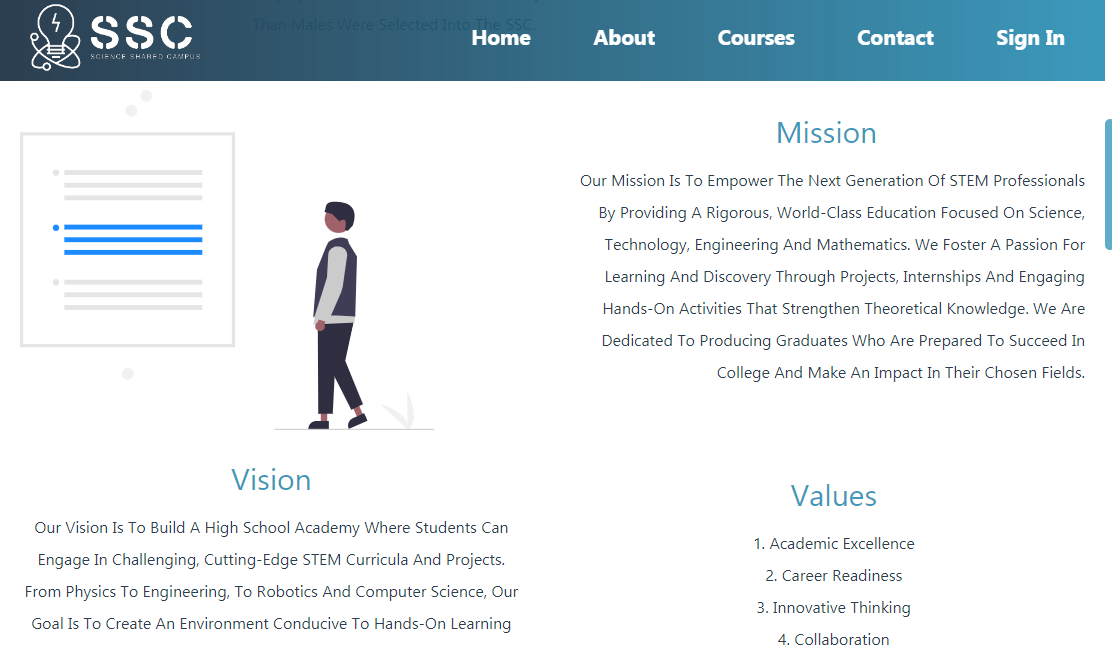 SSC
SCIENCE SHARED CAMPUS
Than Males Were Selected Into The SSC.
Home
About
Courses
Contact
Sign In
Mission
Our Mission Is To Empower The Next Generation Of STEM Professionals
By Providing A Rigorous, World-Class Education Focused On Science,
Technology, Engineering And Mathematics. We Foster A Passion For
Learning And Discovery Through Projects, Internships And Engaging
Hands-On Activities That Strengthen Theoretical Knowledge. We Are
Dedicated To Producing Graduates Who Are Prepared To Succeed In
College And Make An Impact In Their Chosen Fields.
Vision
Our Vision Is To Build A High School Academy Where Students Can
Engage In Challenging, Cutting-Edge STEM Curricula And Projects.
From Physics To Engineering, To Robotics And Computer Science, Our
Goal Is To Create An Environment Conducive To Hands-On Learning
Values
1. Academic Excellence
2. Career Readiness
3. Innovative Thinking
4. Collaboration